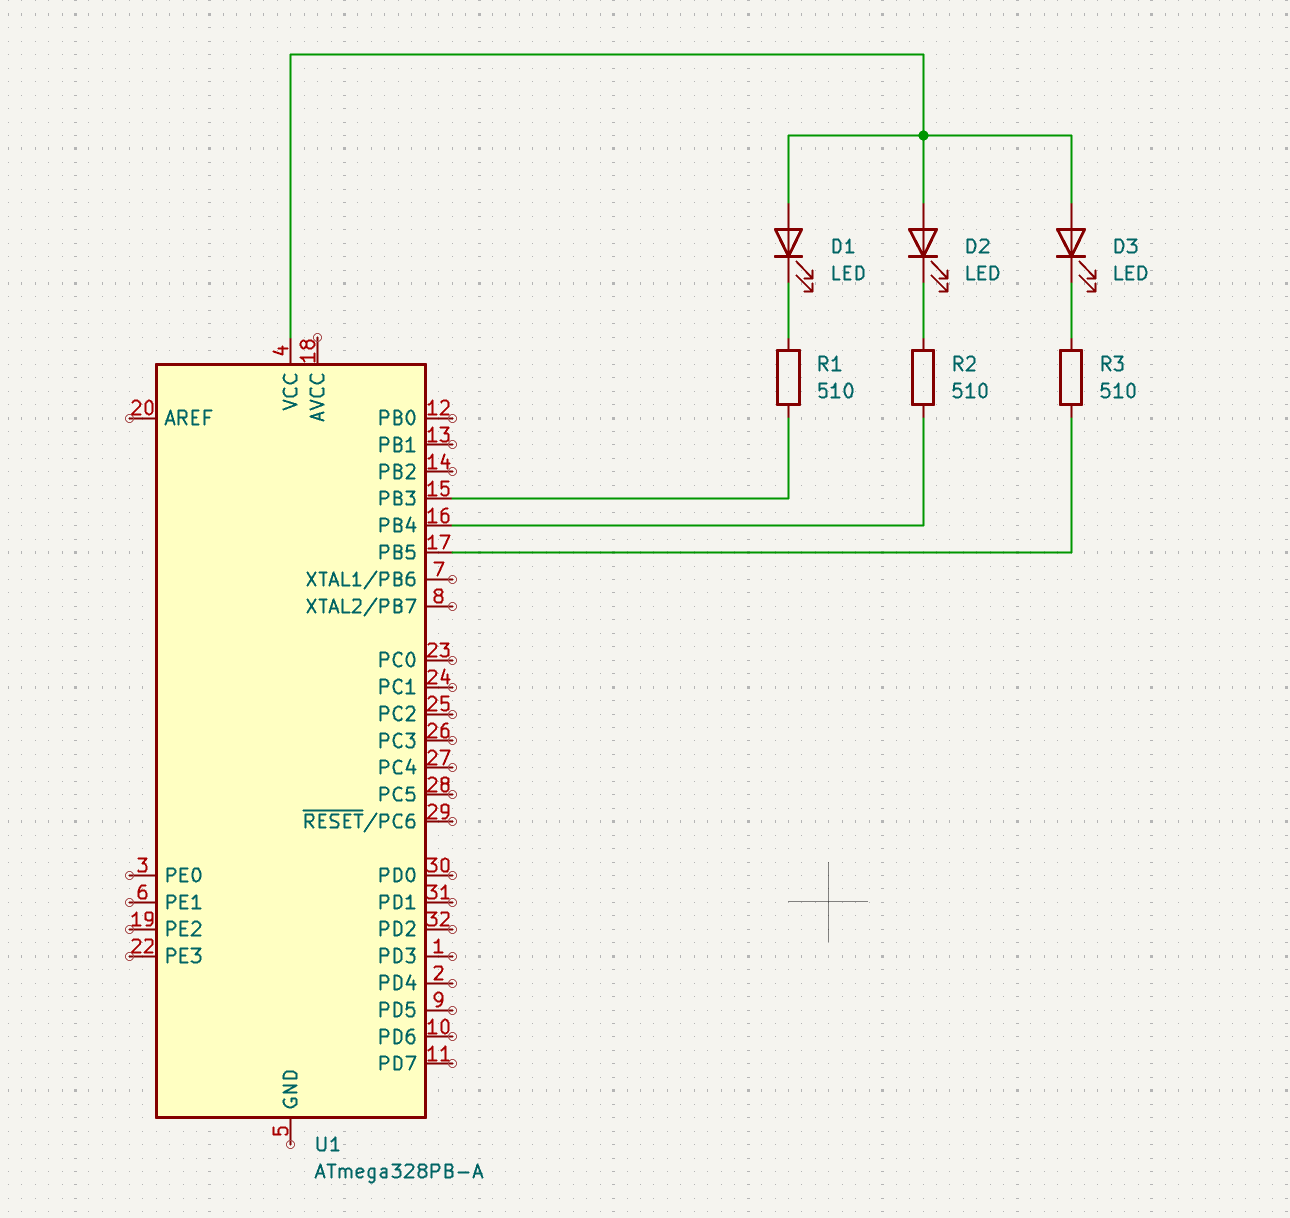 D1
LED
D2
LED
D3
LED
4
18
VCC
AVCC
R1
510
R2
510
R3
510
20
AREF
PB0
12
PB1
13
PB2
14
PB3
15
PB4
16
PB5
17
XTAL1/PB6
7
XTAL2/PB7
8
PC0
23
PC1
24
PC2
25
PC3
26
PC4
27
PC5
28
RESET/PC6
29
3
PE0
PD0
30
6
PE1
PD1
31
19
PE2
PD2
32
22
PE3
PD3
1
PD4
2
PD5
9
PD6
10
PD7
11
GND
5
U1
ATmega328PB-A